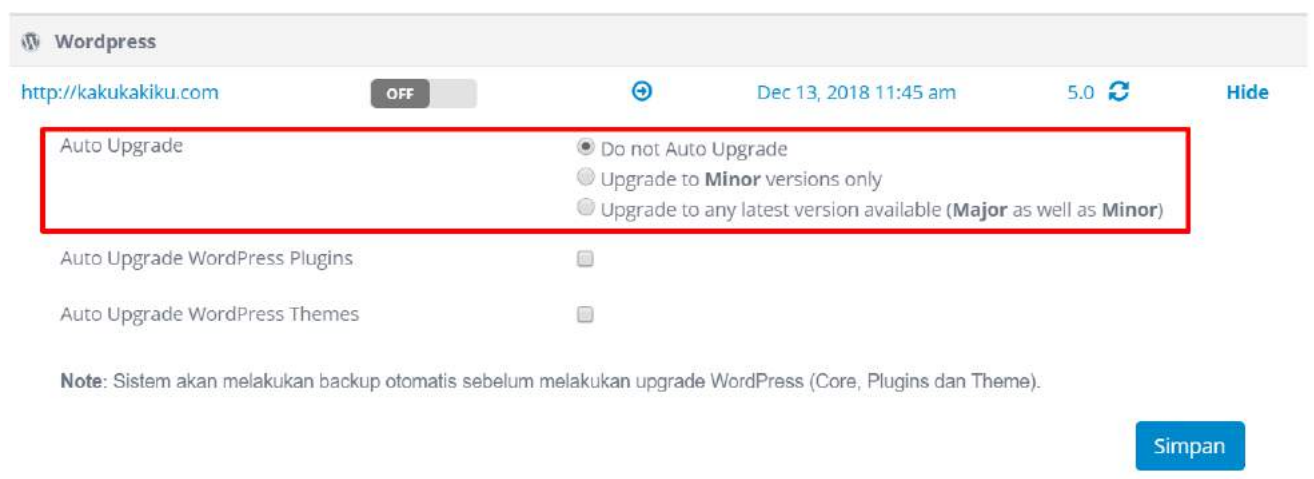 Wordpress
http://kakukakiku.com OFF Dec 13, 2018 11:45 am 5.0 Hide
Auto Upgrade
Do not Auto Upgrade
Upgrade to Minor versions only
Upgrade to any latest version available (Major as well as Minor)
Auto Upgrade WordPress Plugins
Auto Upgrade WordPress Themes
Note: Sistem akan melakukan backup otomatis sebelum melakukan upgrade WordPress (Core, Plugins dan Theme).
Simpan